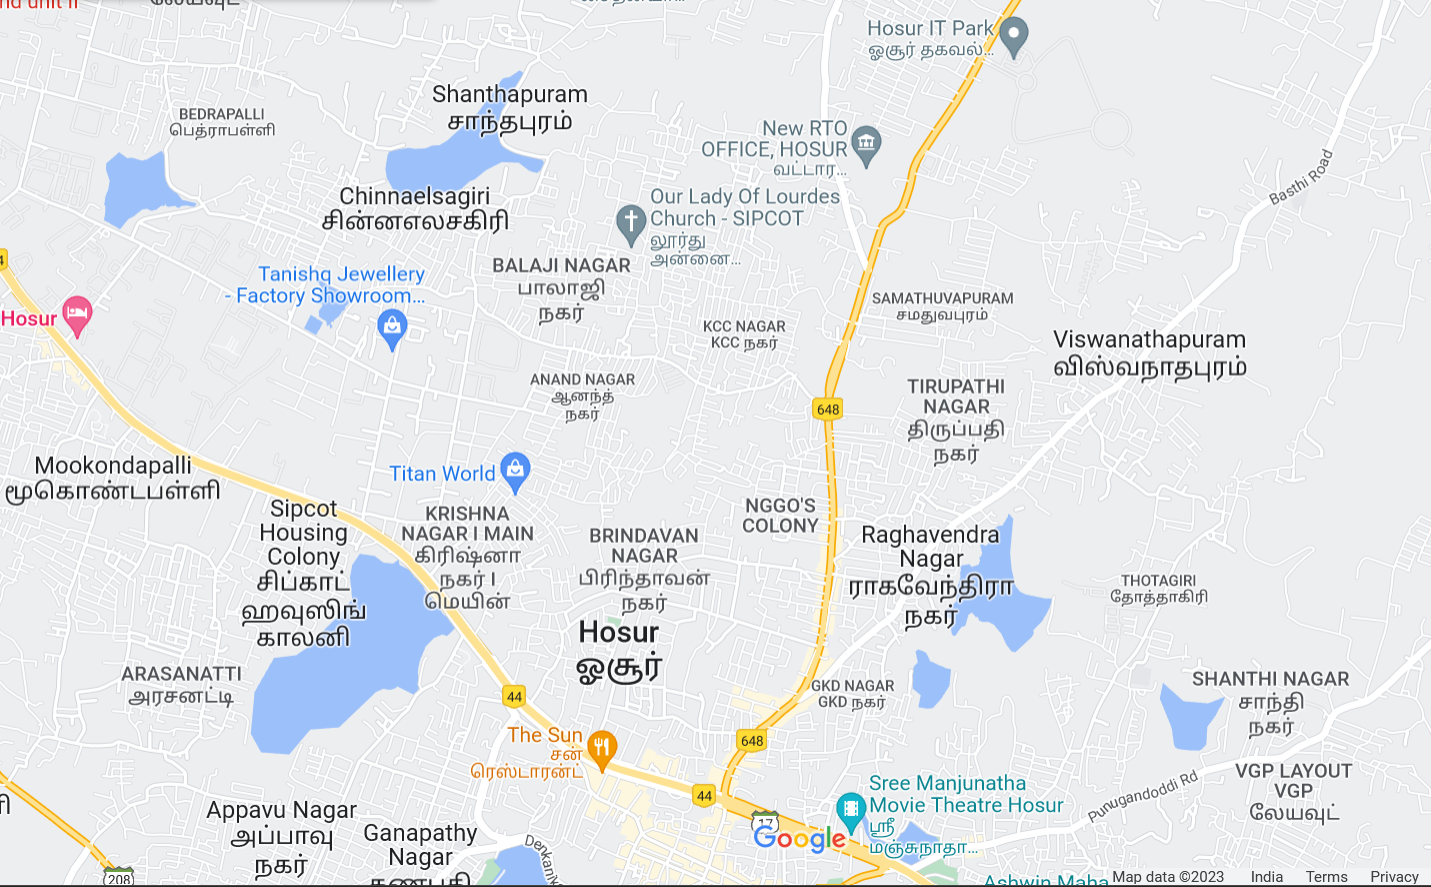 Hosur IT Park
ஓசூர் தகவல்...
Shanthapuram
சாந்தபுரம்
BEDRAPALLI
பெத்ராபள்ளி
New RTO
OFFICE, HOSUR
வட்டார...
Basthi Road
Chinnaelsagiri
சின்னஎலசகிரி
Our Lady Of Lourdes
Church - SIPCOT
லூர்து
அன்னை...
BALAJI NAGAR
பாலாஜி
நகர்
Tanishq Jewellery
- Factory Showroom...
Hosur
SAMATHUVAPURAM
சமதுவபுரம்
KCC NAGAR
KCC நகர்
Viswanathapuram
விஸ்வநாதபுரம்
ANAND NAGAR
ஆனந்த்
நகர்
TIRUPATHI
NAGAR
திருப்பதி
நகர்
648
Mookondapalli
மூகொண்டபள்ளி
Titan World
Sipcot
Housing
Colony
சிப்காட்
ஹவுஸிங்
காலனி
KRISHNA
NAGAR I MAIN
கிரிஷ்னா
நகர் I
மெயின்
BRINDAVAN
NAGAR
பிரிந்தாவன்
நகர்
NGGO'S
COLONY
Raghavendra
Nagar
ராகவேந்திரா
நகர்
THOTAGIRI
தோத்தாகிரி
Hosur
ஓசூர்
ARASANATTI
அரசனட்டி
44
GKD NAGAR
GKD நகர்
SHANTHI NAGAR
சாந்தி
நகர்
The Sun
சன்
ரெஸ்டாரன்ட்
648
VGP LAYOUT
VGP
லேயவுட்
Punugandoddi Rd
44
Sree Manjunatha
Movie Theatre Hosur
ஸ்ரீ
மஞ்சுநாதா...
17
Google
Appavu Nagar
அப்பாவு
நகர்
Ganapathy
Nagar
208
Ashwin Maha
Map data ©2023
India
Terms
Privacy